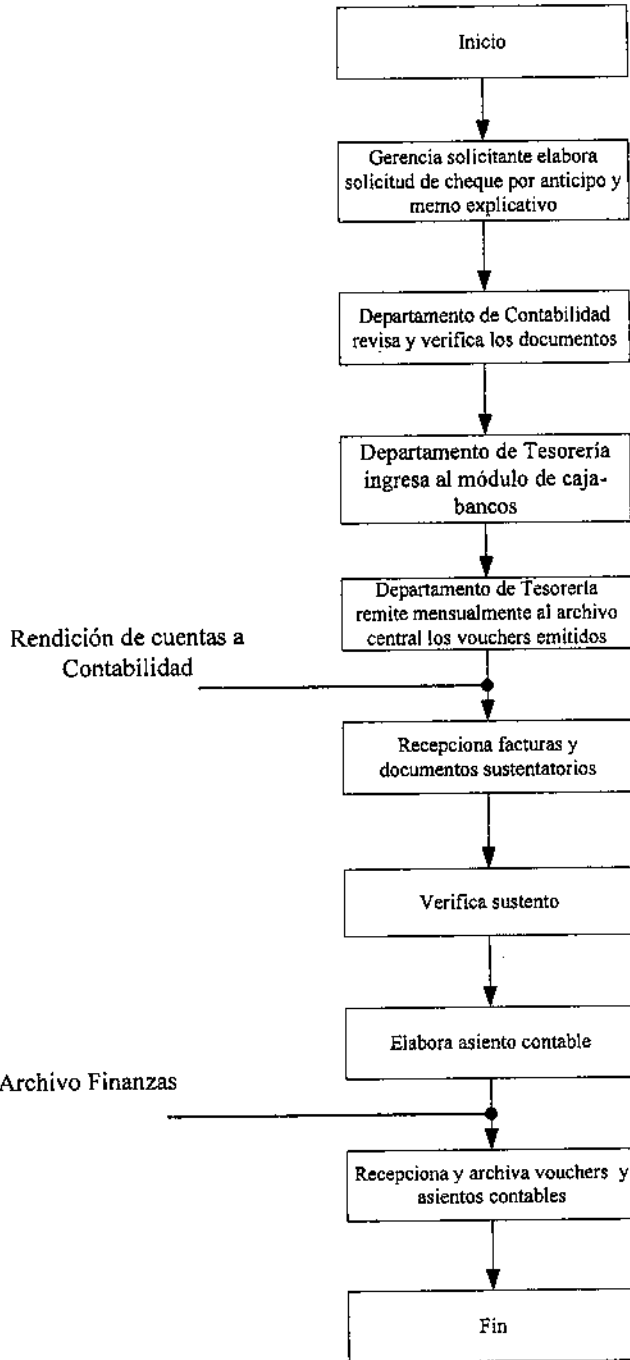 Inicio
Gerencia solicitante elabora
solicitud de cheque por anticipo y
memo explicativo
Departamento de Contabilidad
revisa y verifica los documentos
Departamento de Tesorería
ingresa al módulo de caja-
bancos
Departamento de Tesorería
remite mensualmente al archivo
central los vouchers emitidos
Rendición de cuentas a
Contabilidad
Recepciona facturas y
documentos sustentatorios
Verifica sustento
Elabora asiento contable
Archivo Finanzas
Recepciona y archiva vouchers y
asientos contables
Fin